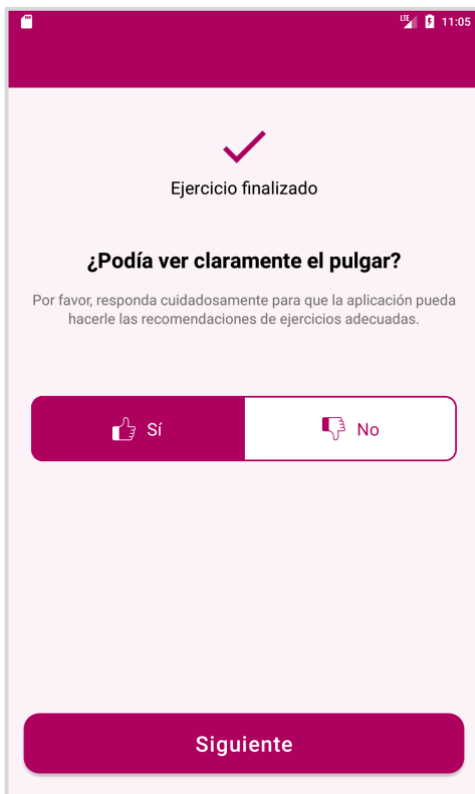 LTE 11:05
Ejercicio finalizado
¿Podía ver claramente el pulgar?
Por favor, responda cuidadosamente para que la aplicación pueda
hacerle las recomendaciones de ejercicios adecuadas.
Sí No
Siguiente